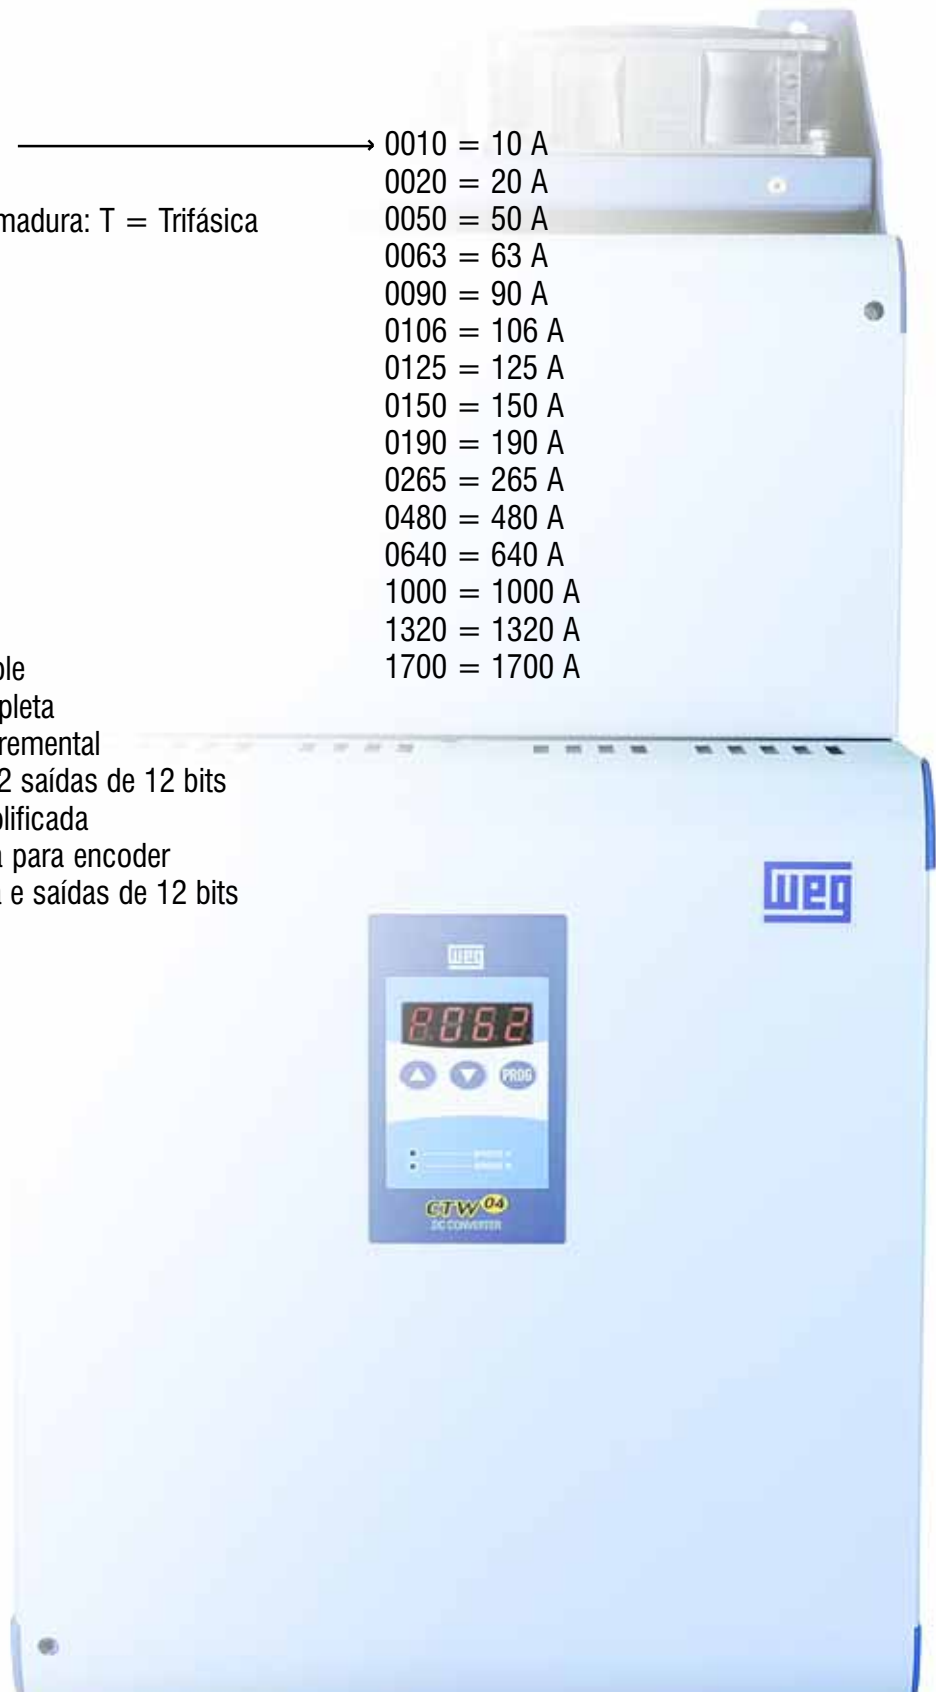 0010 = 10 A
0020 = 20 A
madura: T = Trifásica
0050 = 50 A
0063 = 63 A
0090 = 90 A
0106 = 106 A
0125 = 125 A
0150 = 150 A
0190 = 190 A
0265 = 265 A
0480 = 480 A
0640 = 640 A
1000 = 1000 A
1320 = 1320 A
1700 = 1700 A
ole
pleta
remental
2 saídas de 12 bits
olificada
a para encoder
a e saídas de 12 bits
weg
weg
P062
PROG
CTW 04
DC CONVERTER